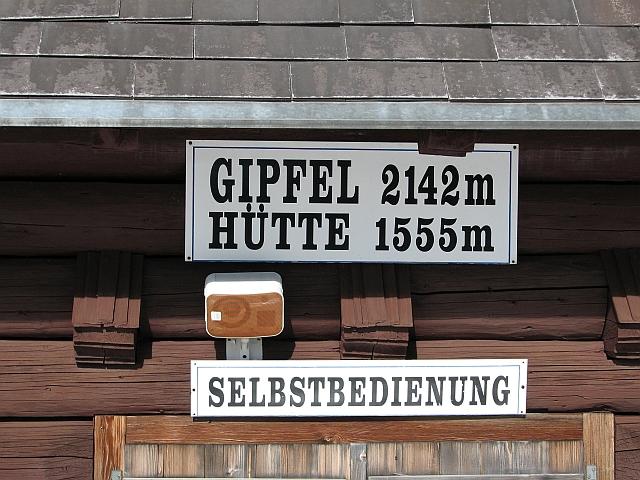 GIPFEL 2142m
HÜTTE 1555m
SELBSTBEDIENUNG